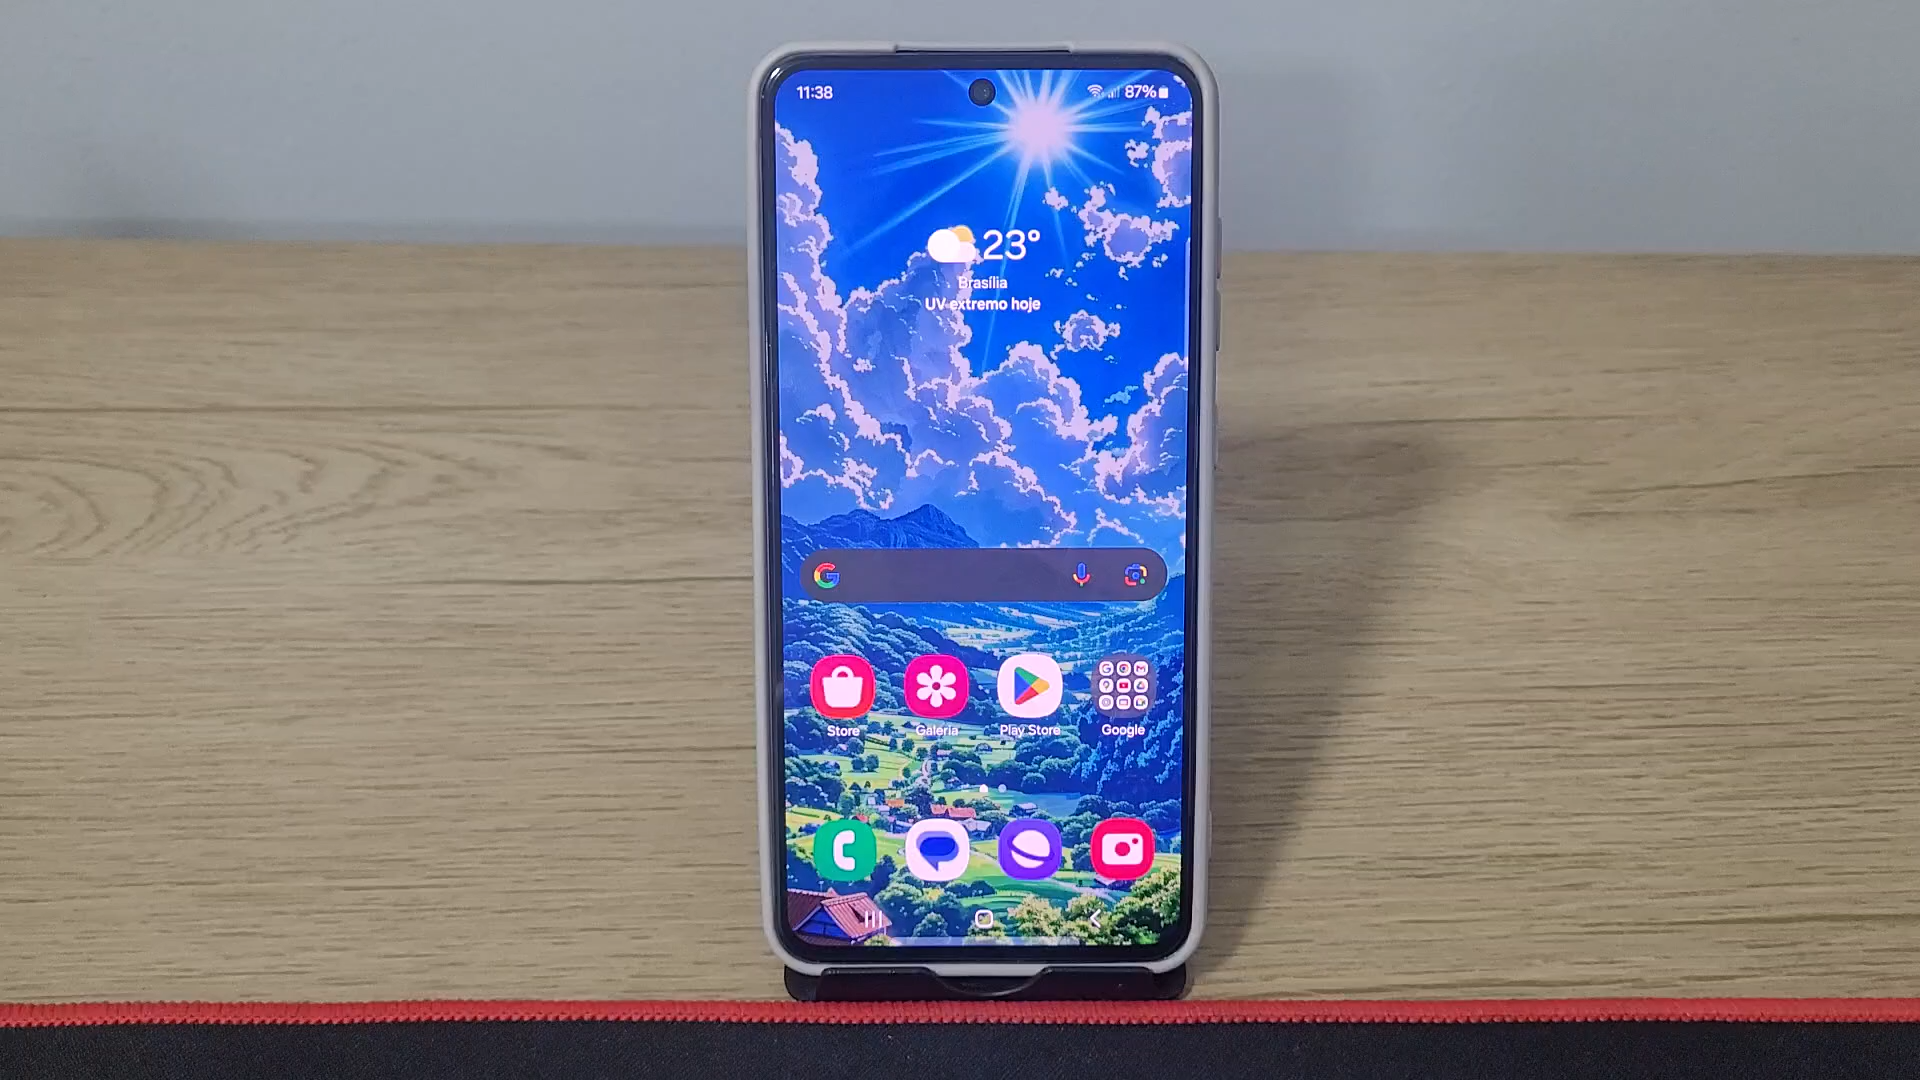 11:38
87%
23°
Brasília
UV extremo hoje
Store
Galeria
Play Store
Google